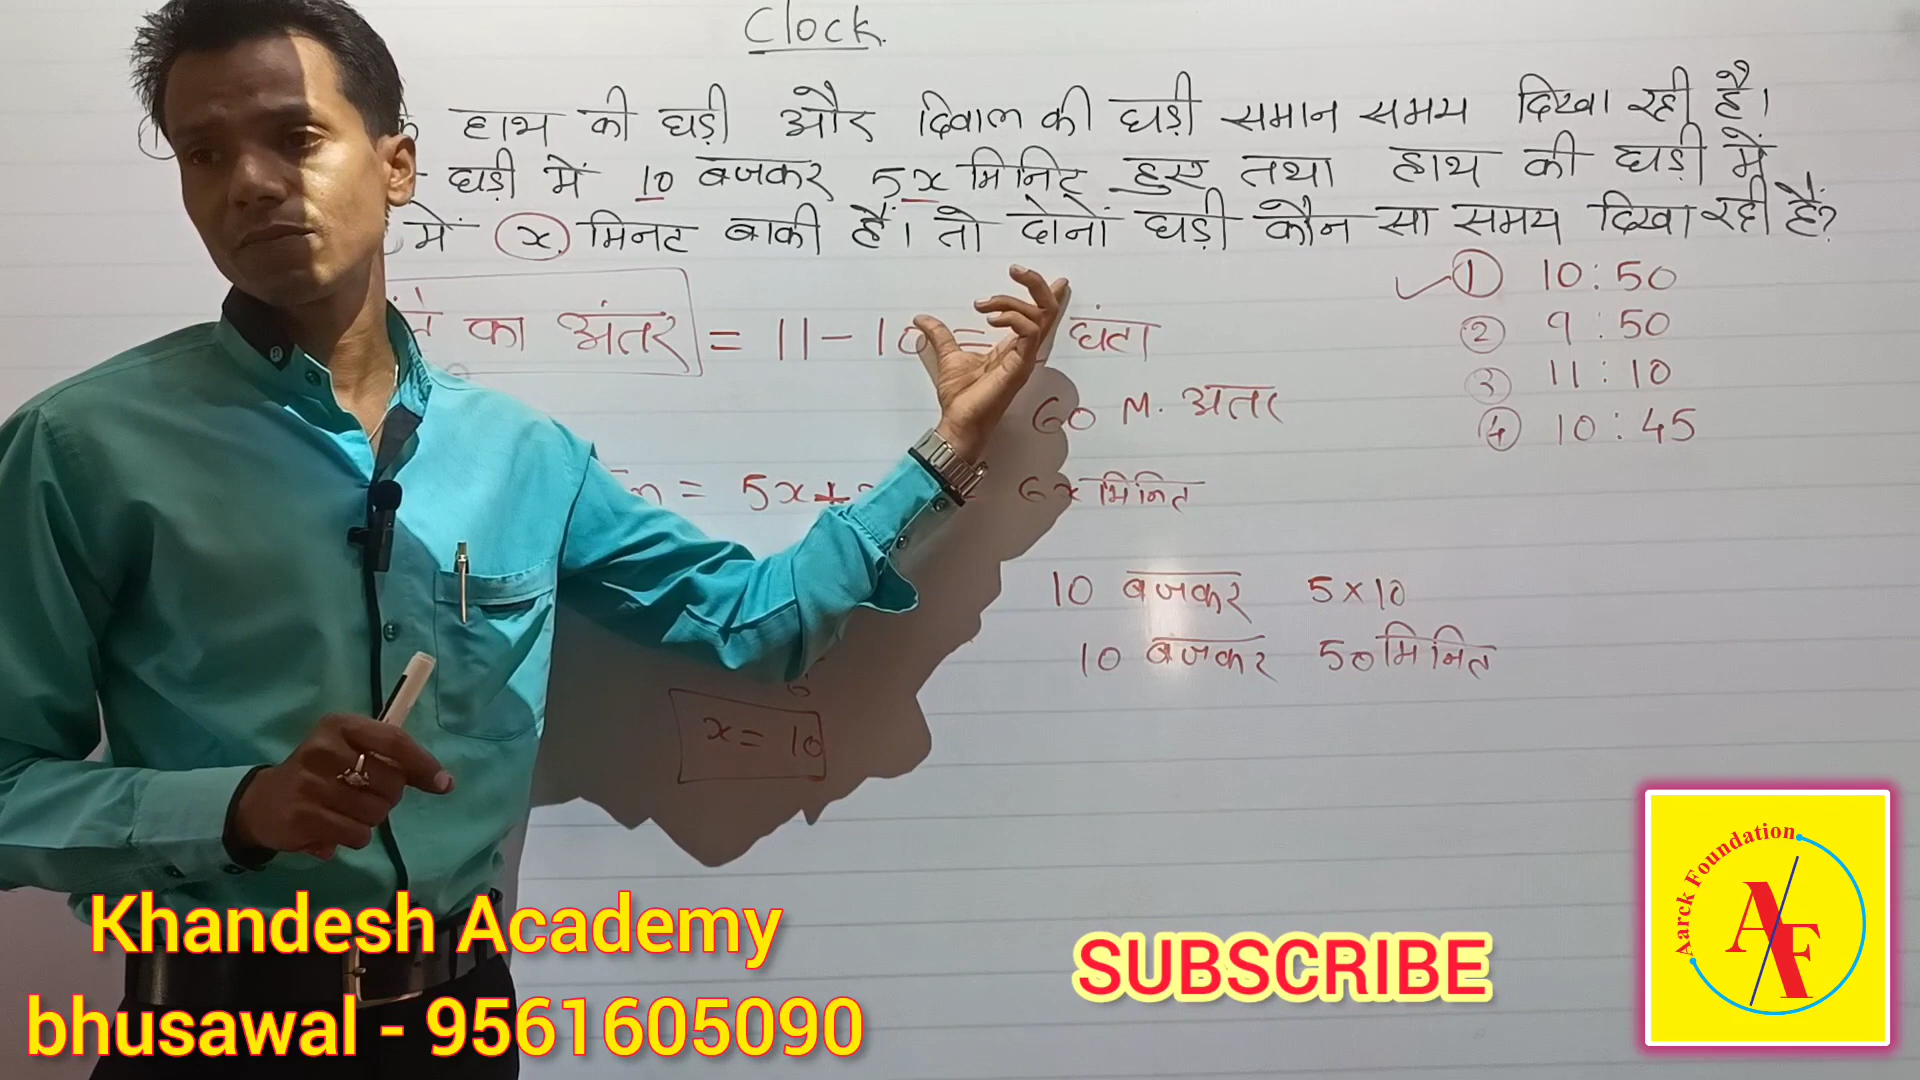 Clock.
हाथ की घड़ी और दिवाल की घड़ी समान समय दिखा रही है।
घड़ी में 10 बजकर 5x मिनिट हुए तथा हाथ की घड़ी में
में x मिनट बाकी हैं। तो दोनों घड़ी कौन सा समय दिखा रही हैं?
① 10:50
② 9:50
③ 11:10
④ 10:45
का अंतर = 11-10 = घंटा
60 M. अंतर
= 5x+ 6x मिनित
10 बजकर 5×10
10 बजकर 50 मिनित
x = 10
Khandesh Academy
bhusawal - 9561605090
SUBSCRIBE
Aarck Foundation
AF